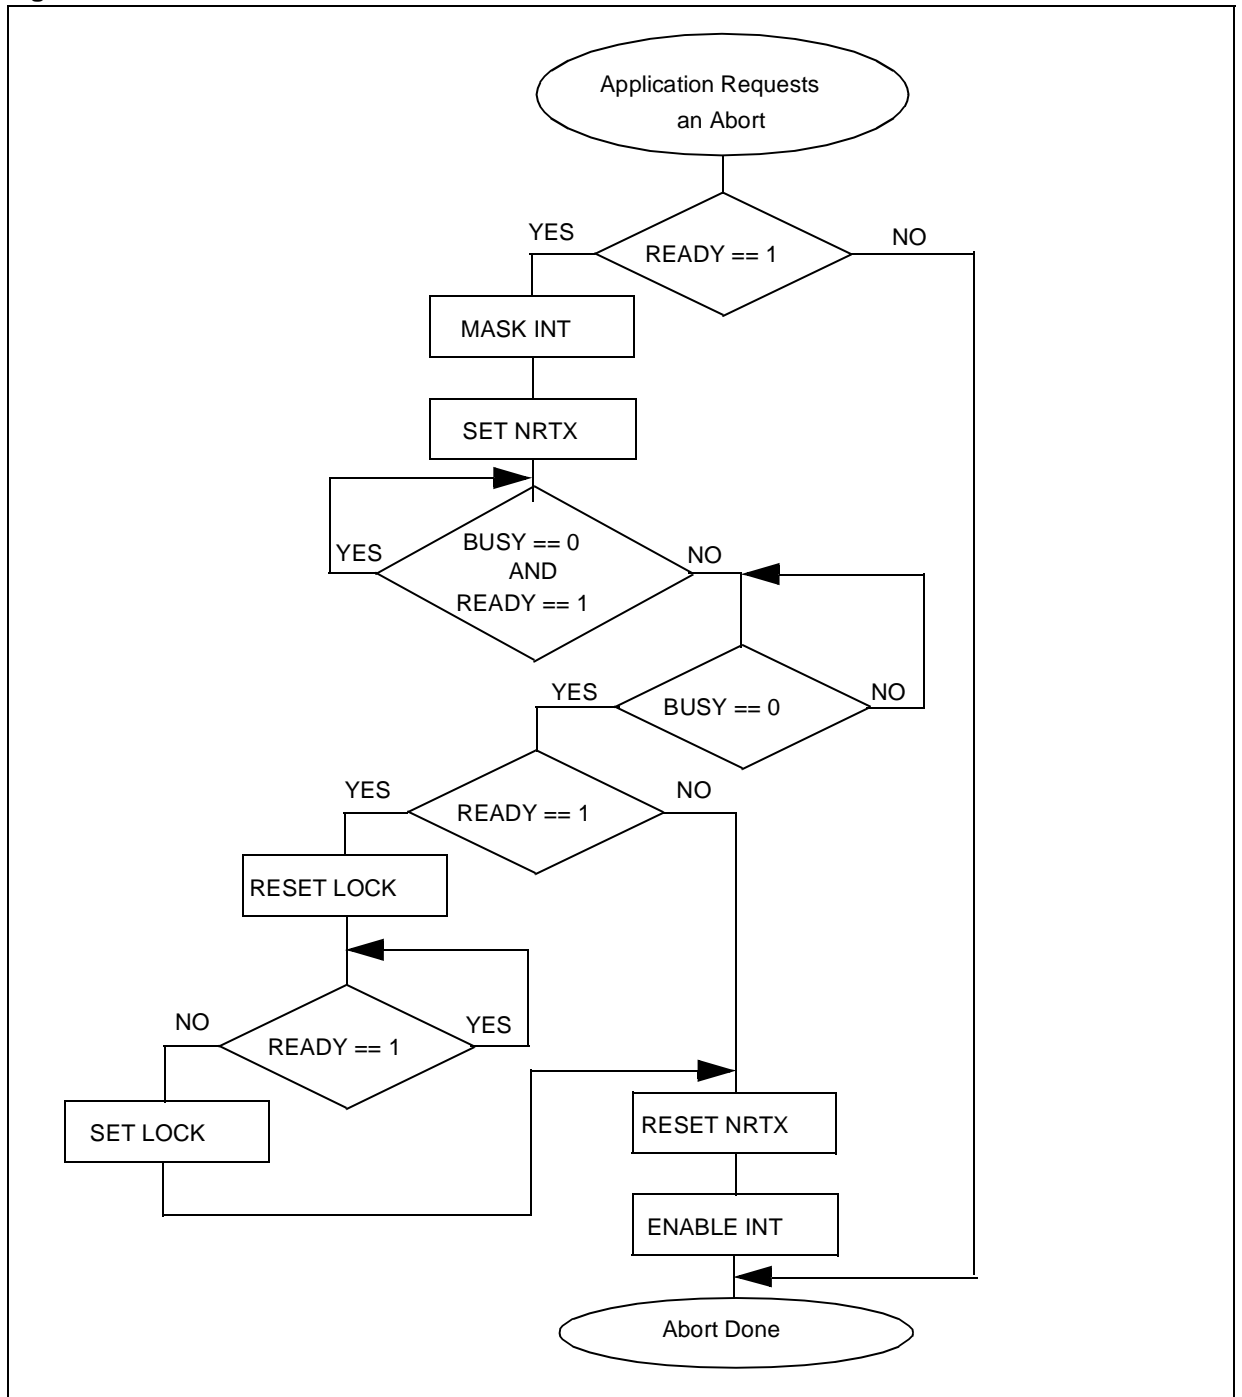 Application Requests
an Abort
YES
READY == 1
NO
MASK INT
SET NRTX
YES
BUSY == 0
AND
READY == 1
NO
YES
BUSY == 0
NO
YES
READY == 1
NO
RESET LOCK
NO
READY == 1
YES
SET LOCK
RESET NRTX
ENABLE INT
Abort Done